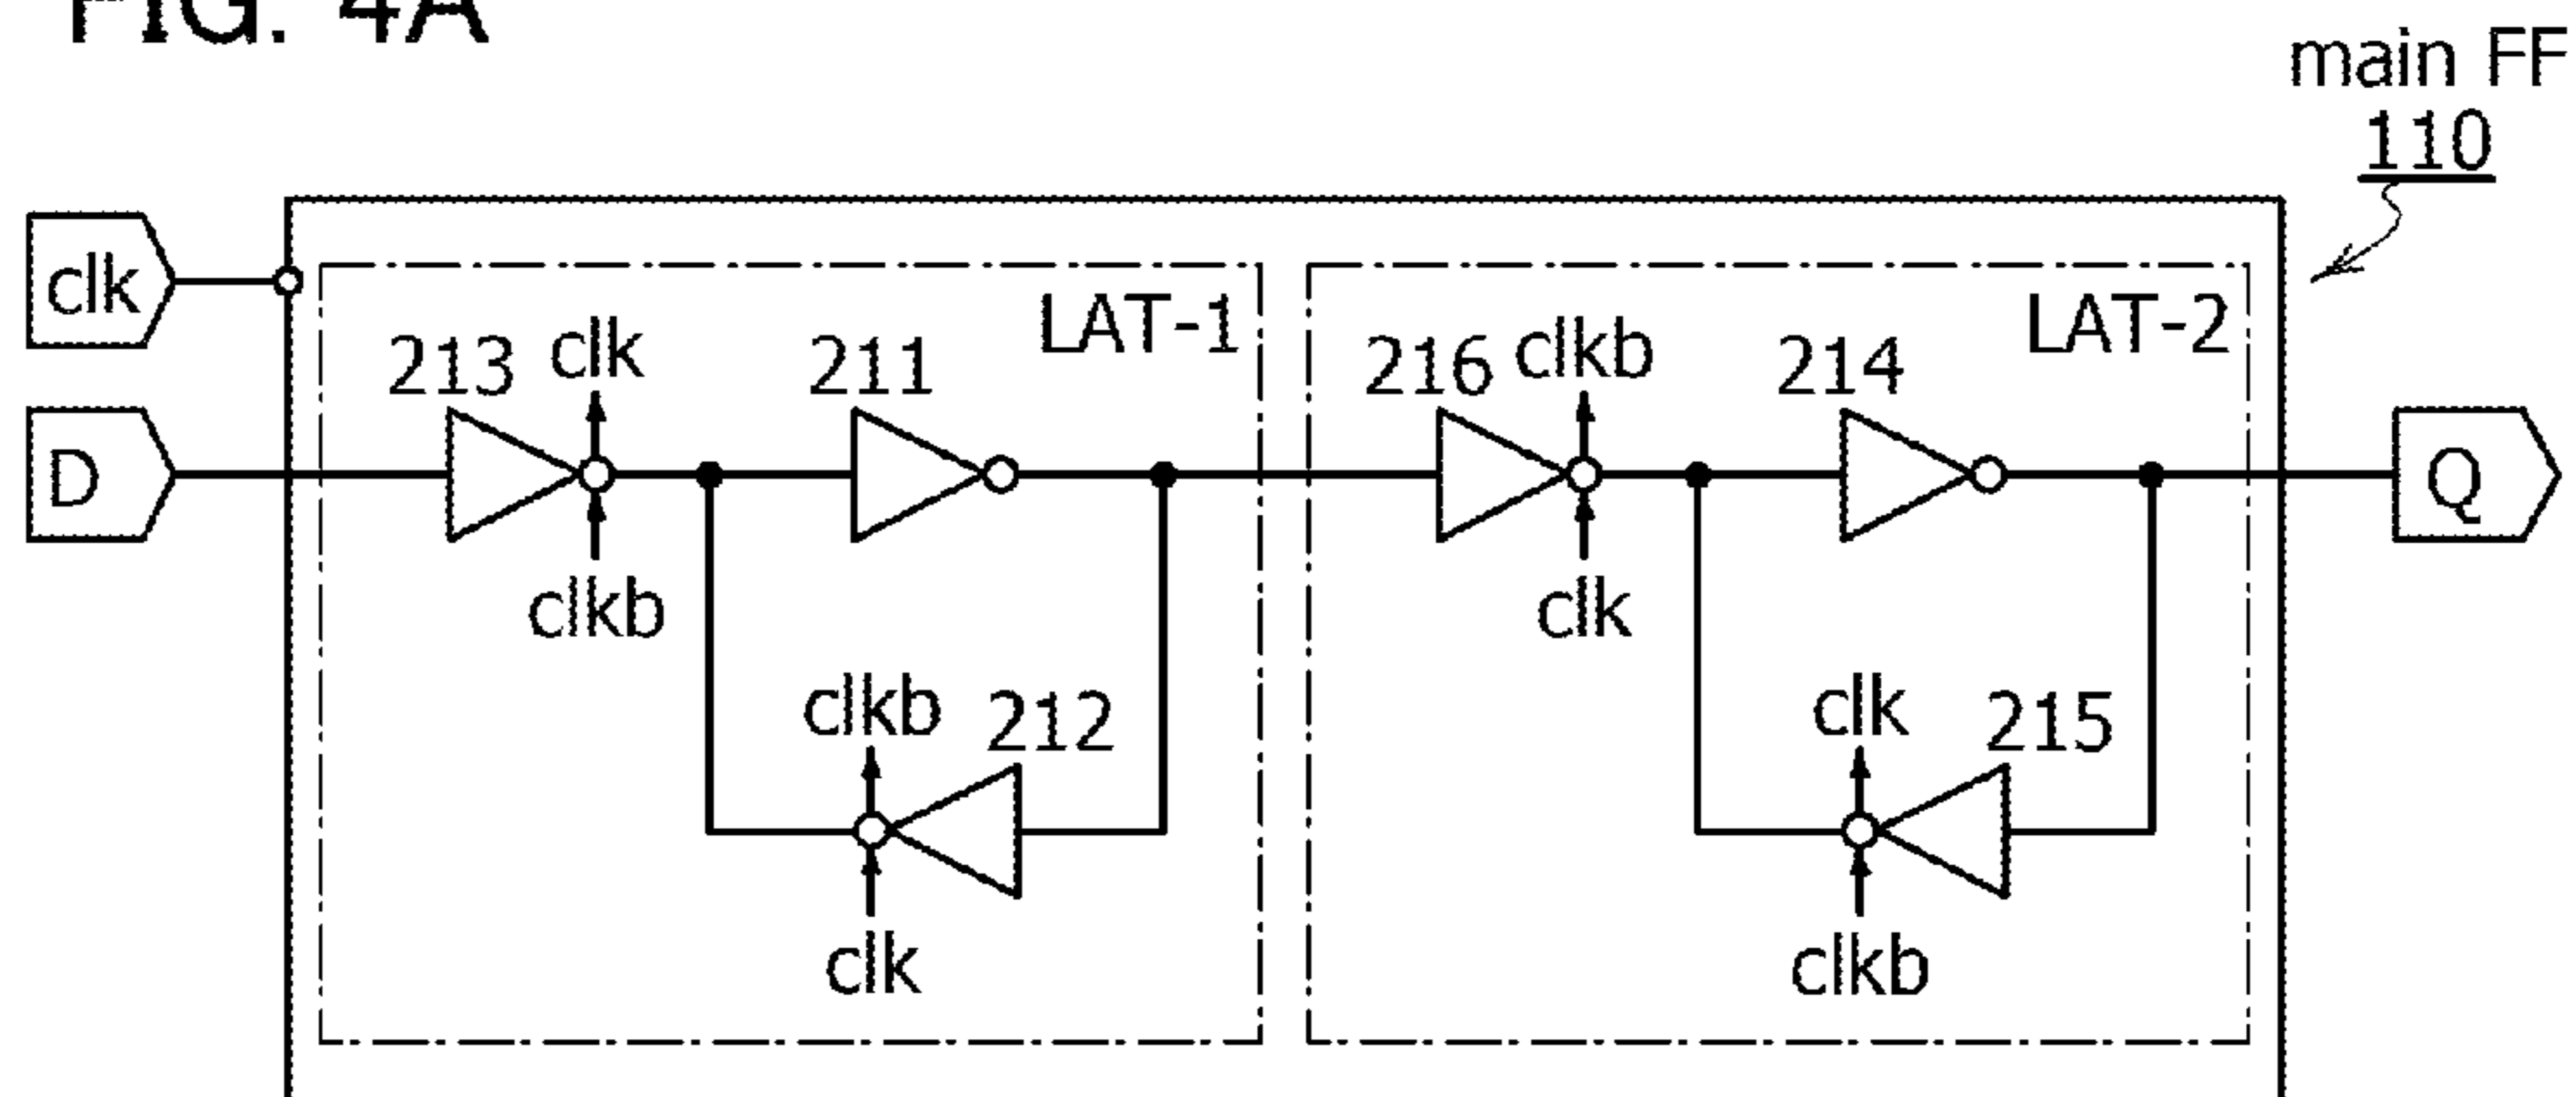 FIG. 4A
main FF
110
clk
LAT-1
LAT-2
213 clk
211
216 clkb
214
D
Q
clkb
clk
clkb 212
clk 215
clk
clkb